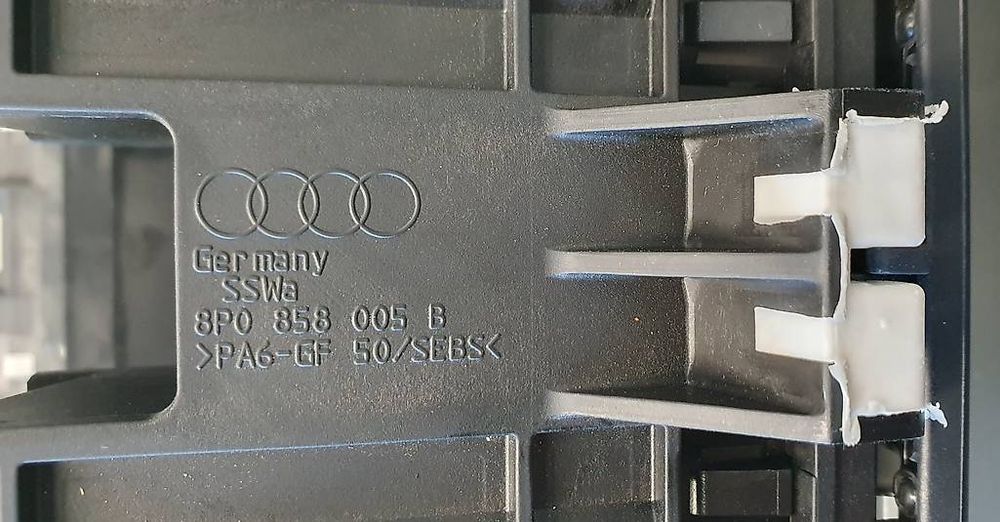 Germany
SSWa
8P0 858 005 B
>PA6-GF 50/SEBS<